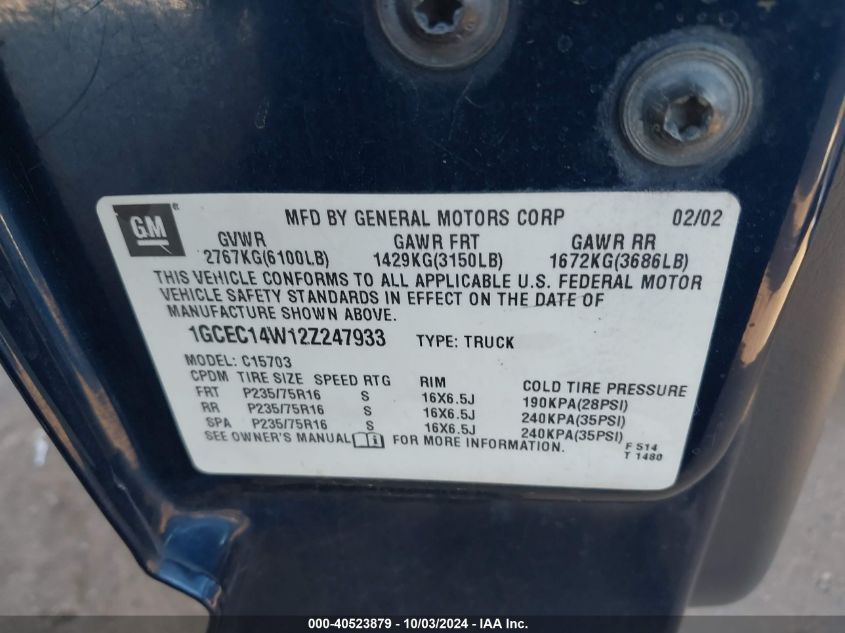 GM
MFD BY GENERAL MOTORS CORP 02/02
GVWR GAWR FRT GAWR RR
2767KG(6100LB) 1429KG(3150LB) 1672KG(3686LB)
THIS VEHICLE CONFORMS TO ALL APPLICABLE U.S. FEDERAL MOTOR
VEHICLE SAFETY STANDARDS IN EFFECT ON THE DATE OF
MANUFACTURE SHOWN ABOVE.
1GCEC14W12Z247933 TYPE: TRUCK
MODEL: C15703
CPDM TIRE SIZE SPEED RTG RIM COLD TIRE PRESSURE
FRT P235/75R16 S 16X6.5J 190KPA(28PSI)
RR P235/75R16 S 16X6.5J 240KPA(35PSI)
SPA P235/75R16 S 16X6.5J 240KPA(35PSI)
SEE OWNER'S MANUAL FOR MORE INFORMATION.
F S14
T 1480
000-40523879 - 10/03/2024 - IAA Inc.